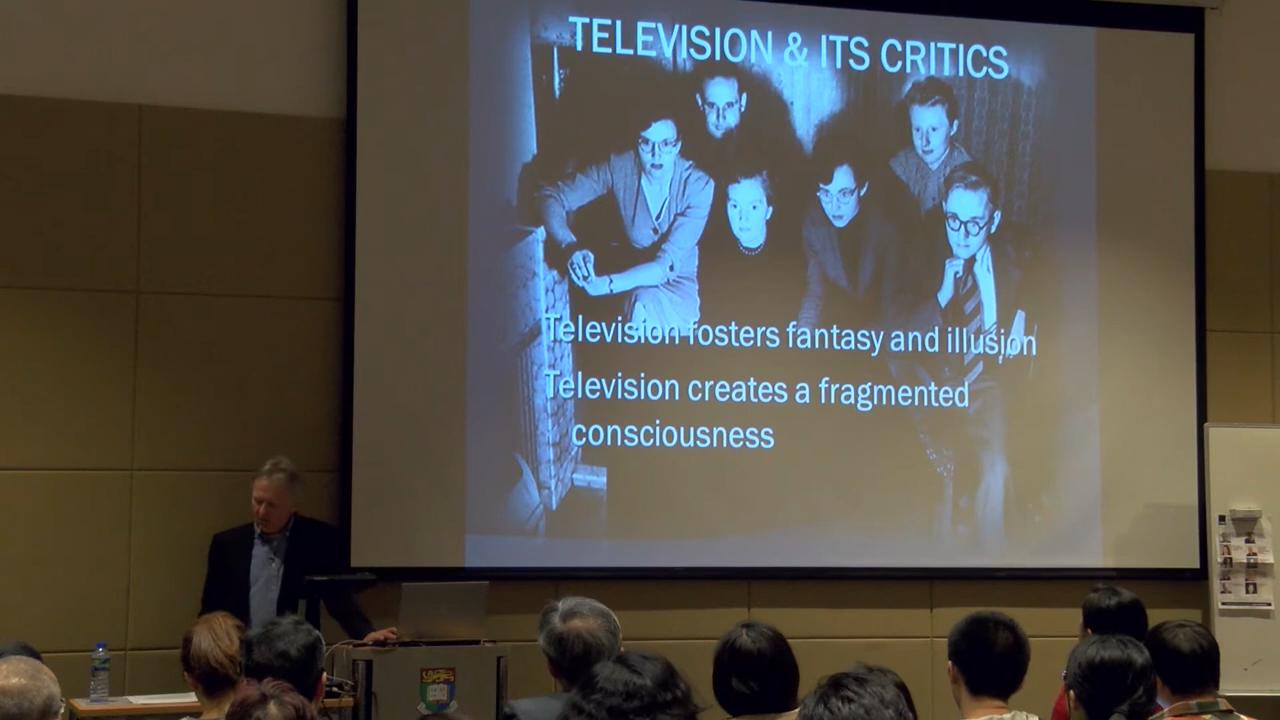 TELEVISION & ITS CRITICS
Television fosters fantasy and illusion
Television creates a fragmented
consciousness